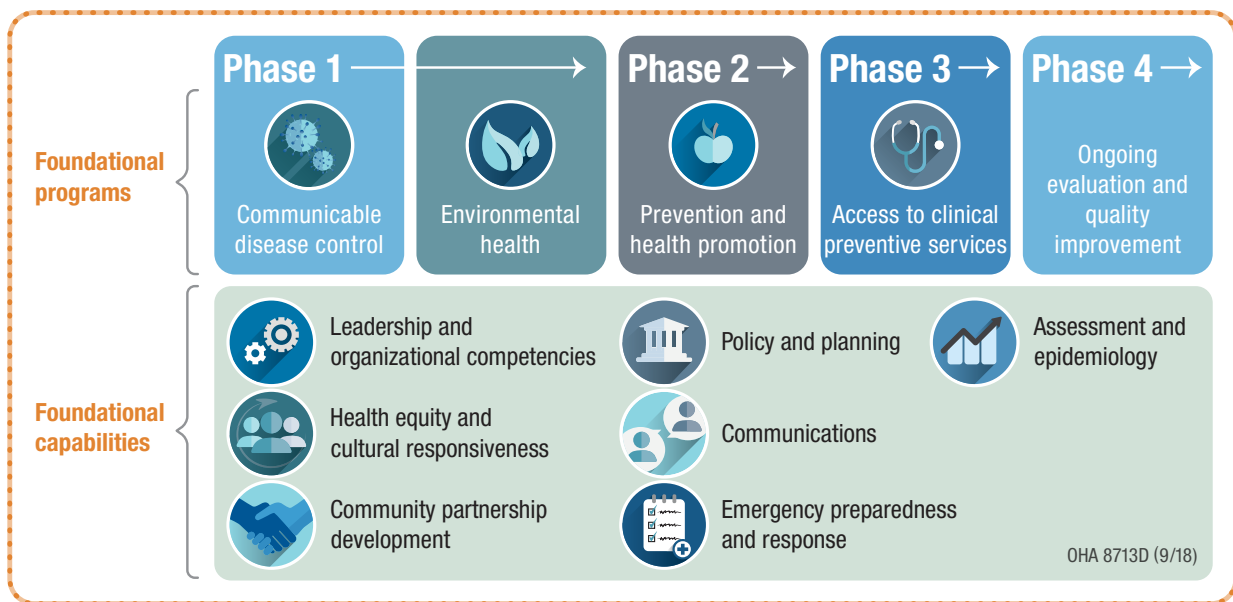 Foundational
programs
Phase 1
Communicable
disease control
Environmental
health
Phase 2
Prevention and
health promotion
Phase 3
Access to clinical
preventive services
Phase 4
Ongoing
evaluation and
quality
improvement
Foundational
capabilities
Leadership and
organizational competencies
Health equity and
cultural responsiveness
Community partnership
development
Policy and planning
Communications
Emergency preparedness
and response
Assessment and
epidemiology
OHA 8713D (9/18)